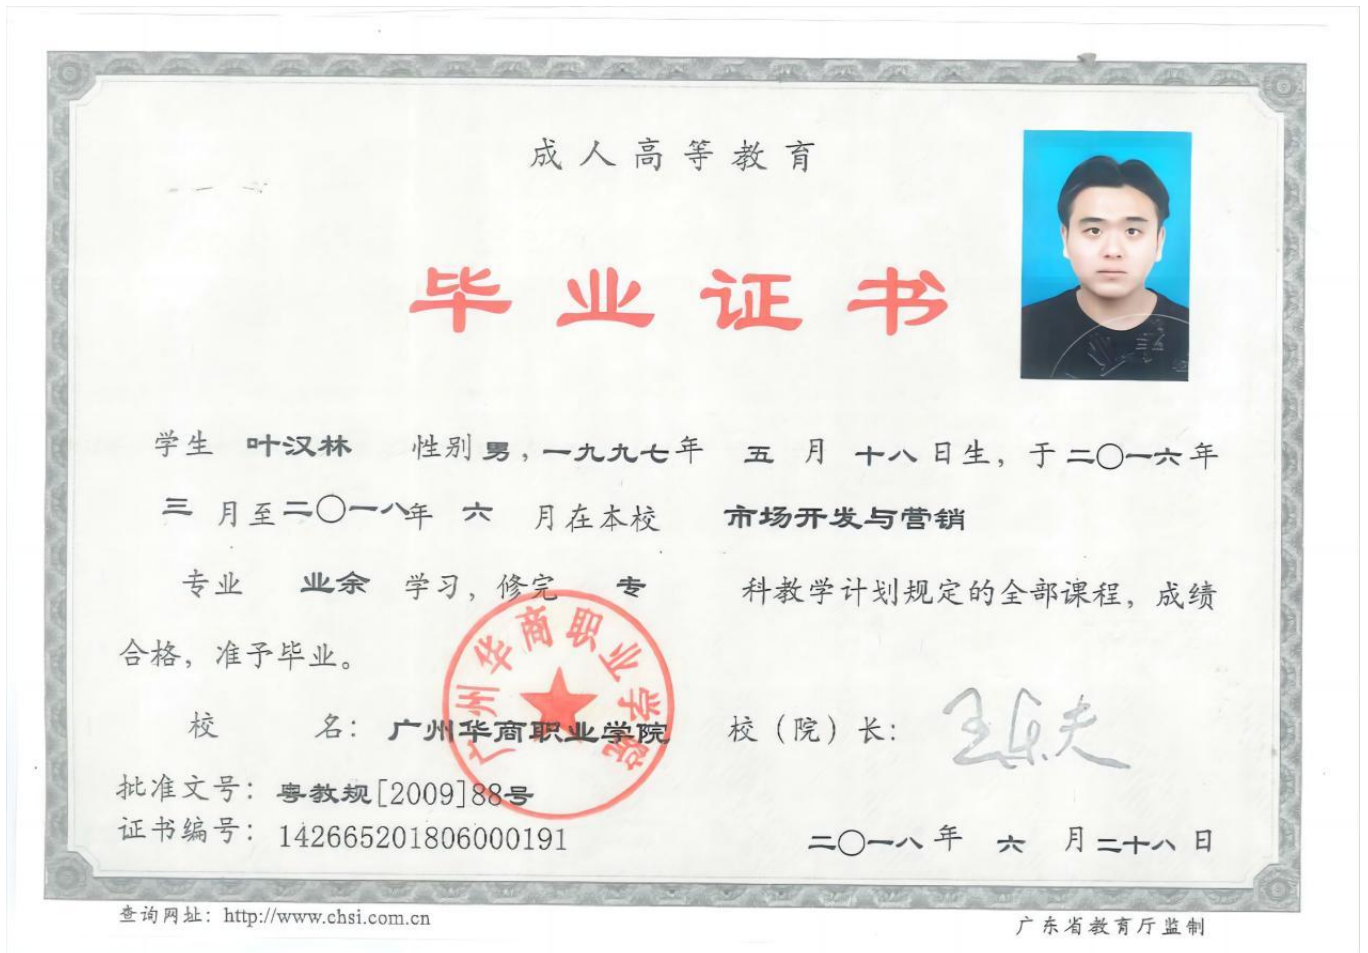 成人高等教育
毕业证书
学生 叶汉林 性别 男，一九九七年 五 月 十八 日生，于二〇一六年
三 月至二〇一八年 六 月在本校 市场开发与营销
专业 业余 学习，修完 专 科教学计划规定的全部课程，成绩
合格，准予毕业。
广州华商职业学院
校 名：广州华商职业学院 校（院）长：
批准文号：粤教规[2009]88号
证书编号：142665201806000191
二〇一八年 六 月二十八日
查询网址：http://www.chsi.com.cn
广东省教育厅监制